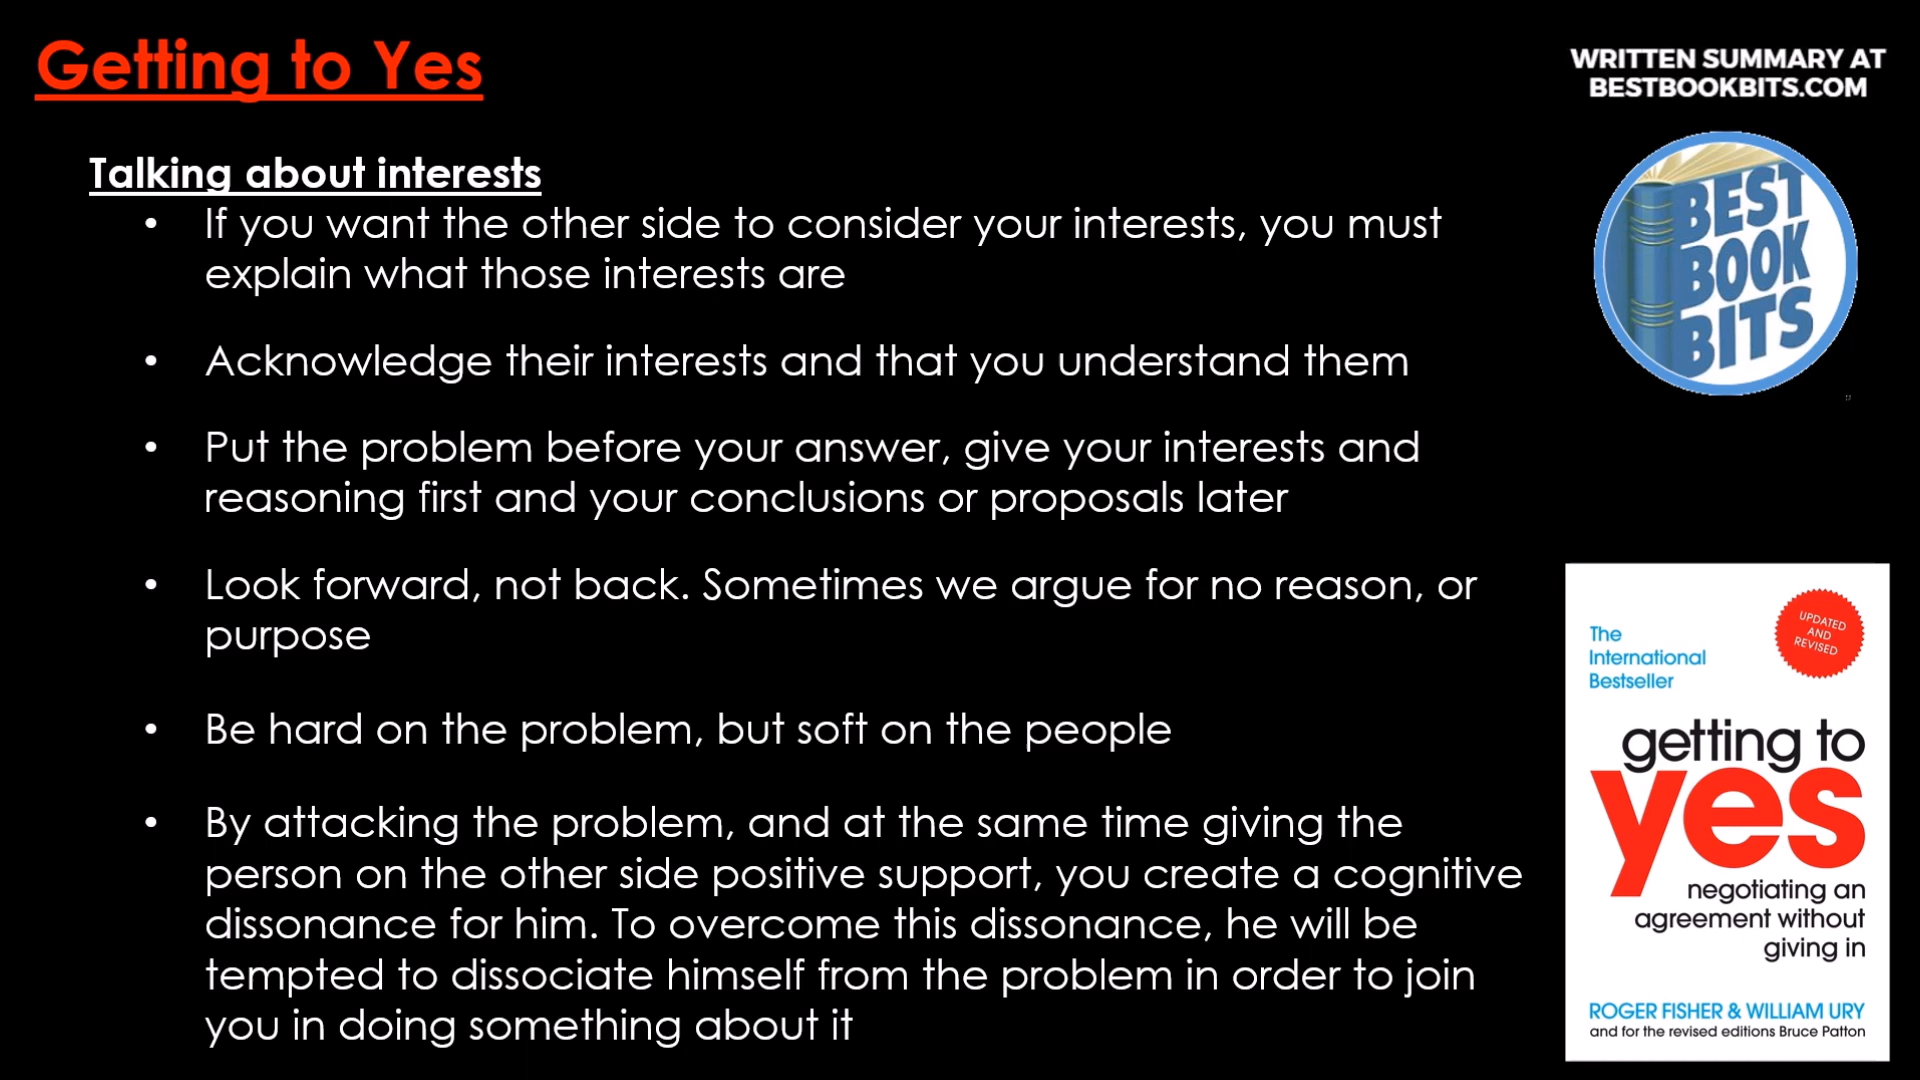 Getting to Yes
WRITTEN SUMMARY AT
BESTBOOKBITS.COM
BEST
BOOK
BITS
Talking about interests
• If you want the other side to consider your interests, you must
explain what those interests are
• Acknowledge their interests and that you understand them
• Put the problem before your answer, give your interests and
reasoning first and your conclusions or proposals later
• Look forward, not back. Sometimes we argue for no reason, or
purpose
• Be hard on the problem, but soft on the people
• By attacking the problem, and at the same time giving the
person on the other side positive support, you create a cognitive
dissonance for him. To overcome this dissonance, he will be
tempted to dissociate himself from the problem in order to join
you in doing something about it
The
International
Bestseller
UPDATED
AND
REVISED
getting to
yes
negotiating an
agreement without
giving in
ROGER FISHER & WILLIAM URY
and for the revised editions Bruce Patton